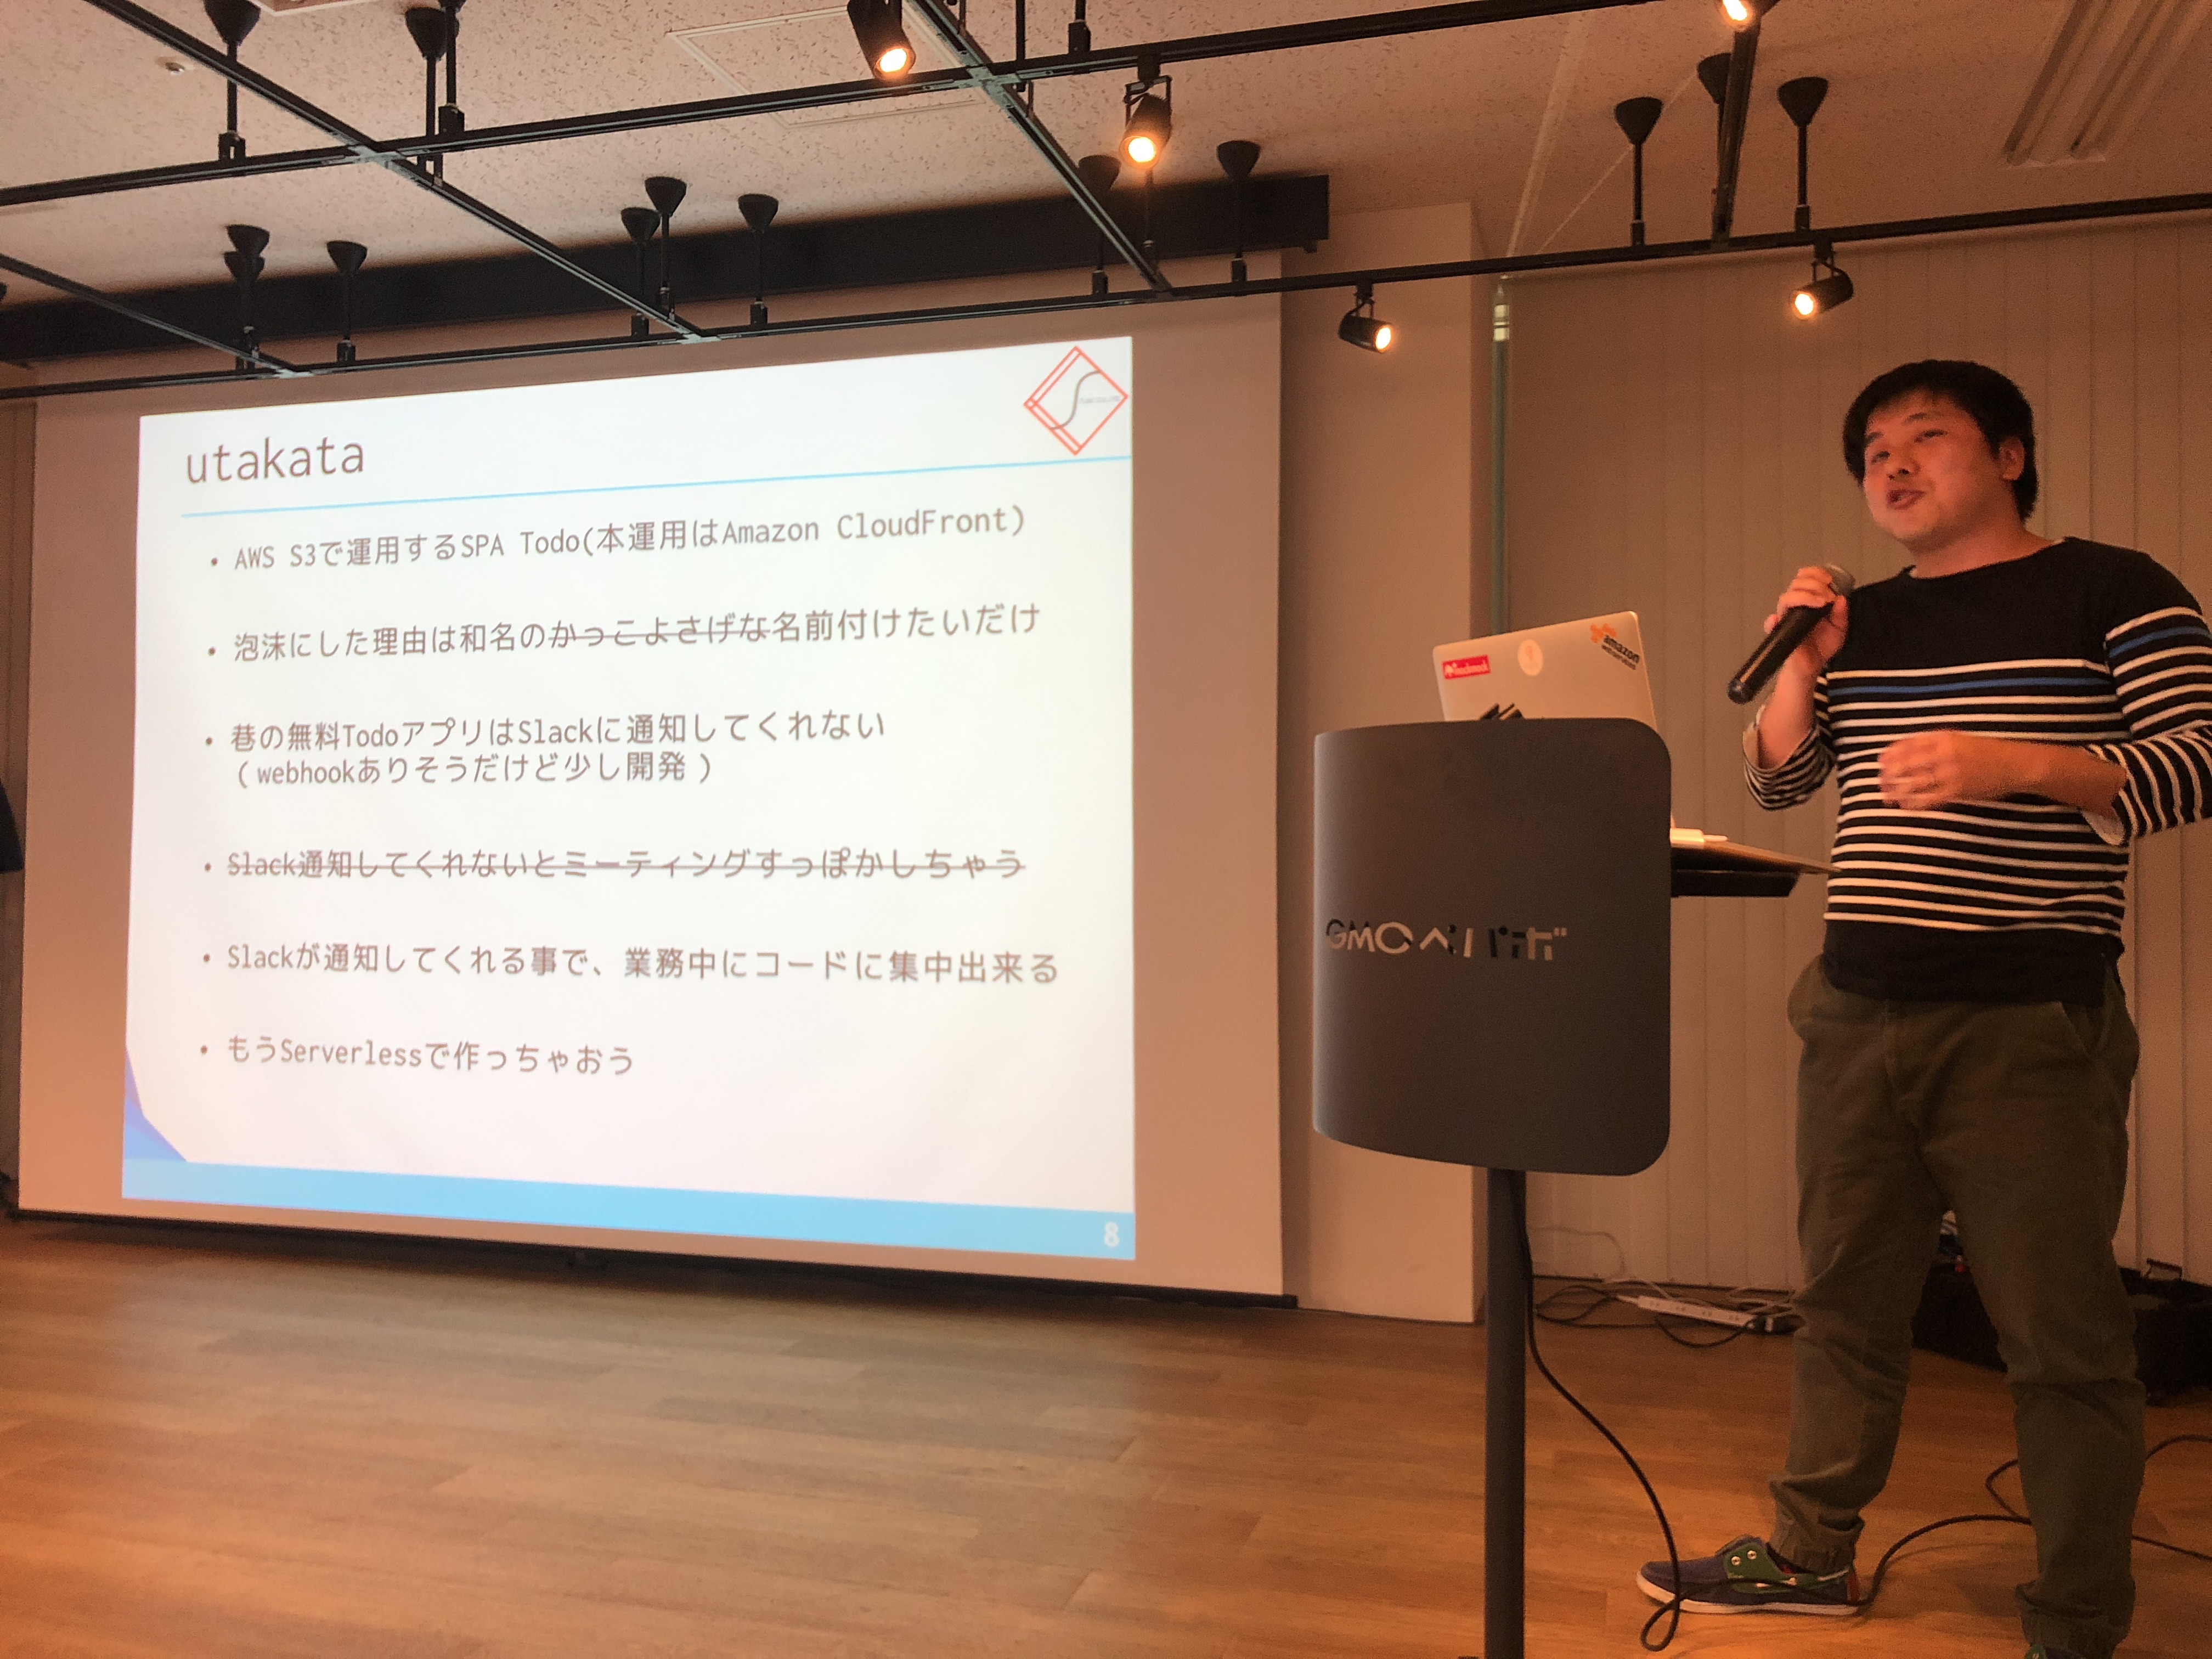 utakata
• AWS S3で運用するSPA Todo(本運用はAmazon CloudFront)
• 泡沫にした理由は和名のかっこよさげな名前付けたいだけ
• 巷の無料TodoアプリはSlackに通知してくれない
( webhookありそうだけど少し開発 )
• Slack通知してくれないとミーティングすっぽかしちゃう
• Slackが通知してくれる事で、業務中にコードに集中出来る
• もうServerlessで作っちゃおう
8
amazon
web services
GMOペパボ